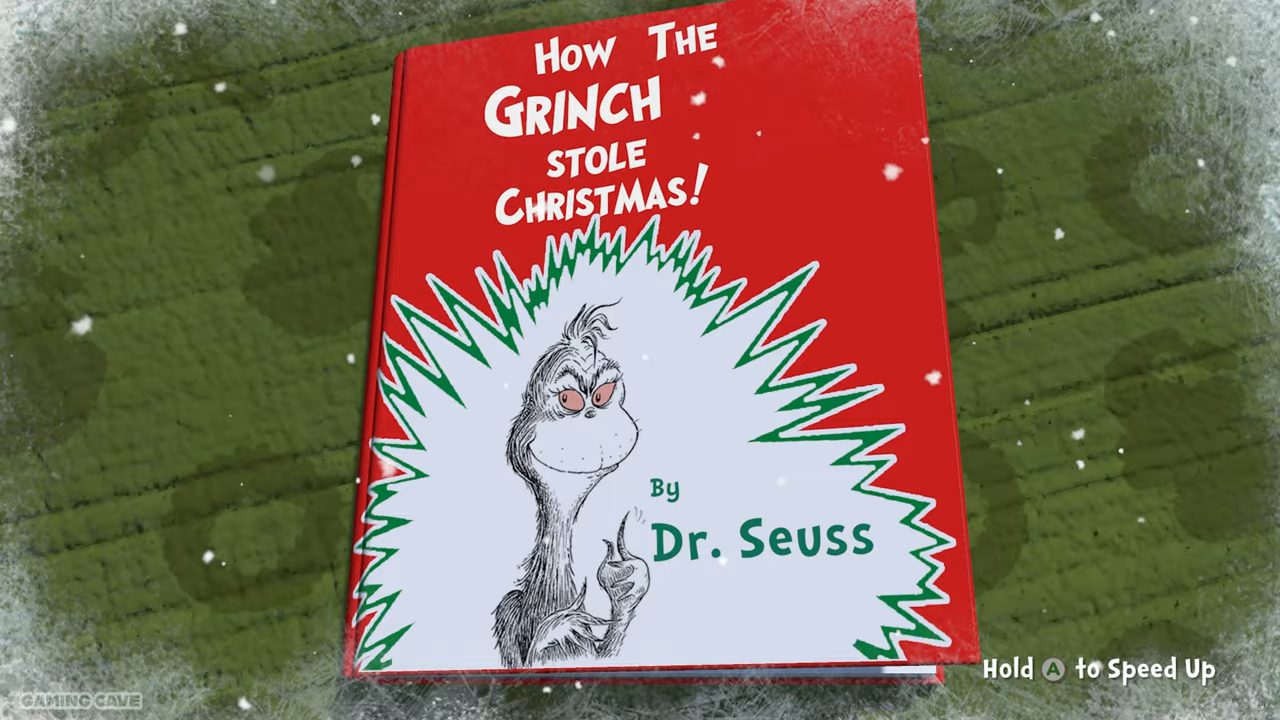 How The
Grinch
Stole
Christmas!
By
Dr. Seuss
Hold A to Speed Up
GAMING CAVE